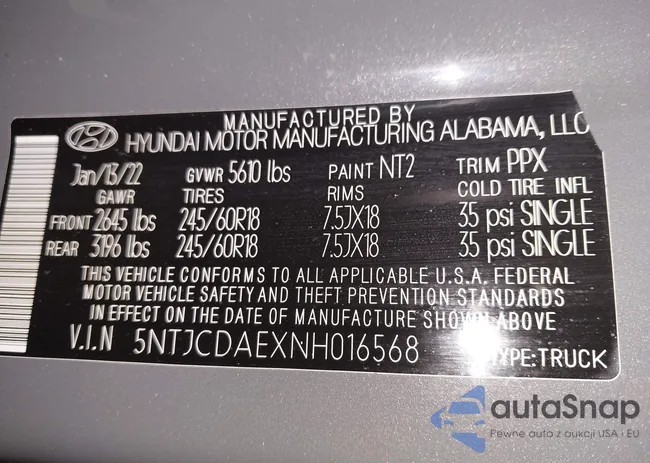 MANUFACTURED BY
HYUNDAI MOTOR MANUFACTURING ALABAMA, LLC
Jan/13/22 GVWR 5610 lbs PAINT NT2 TRIM PPX
GAWR TIRES RIMS COLD TIRE INFL
FRONT 2645 lbs 245/60R18 7.5JX18 35 psi SINGLE
REAR 3196 lbs 245/60R18 7.5JX18 35 psi SINGLE
THIS VEHICLE CONFORMS TO ALL APPLICABLE U.S.A. FEDERAL
MOTOR VEHICLE SAFETY AND THEFT PREVENTION STANDARDS
IN EFFECT ON THE DATE OF MANUFACTURE SHOWN ABOVE.
V.I.N 5NTJCDAEXNH016568 TYPE:TRUCK
autaSnap
Pewne auto z aukcji USA i EU